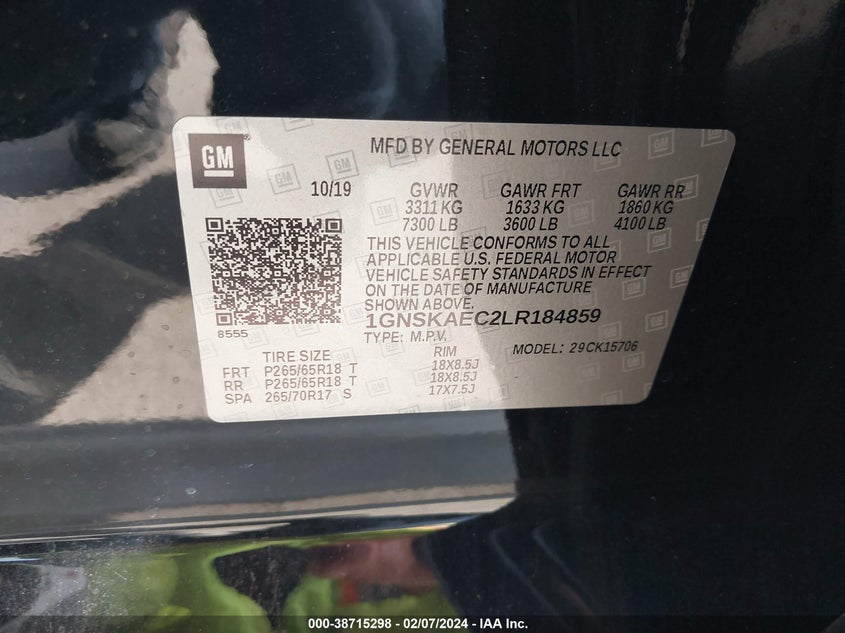 GM
MFD BY GENERAL MOTORS LLC
10/19 GVWR GAWR FRT GAWR RR
3311 KG 1633 KG 1860 KG
7300 LB 3600 LB 4100 LB
THIS VEHICLE CONFORMS TO ALL
APPLICABLE U.S. FEDERAL MOTOR
VEHICLE SAFETY STANDARDS IN EFFECT
ON THE DATE OF MANUFACTURE
SHOWN ABOVE.
1GNSKAEC2LR184859
8555
TYPE: M.P.V.
MODEL: 29CK15706
TIRE SIZE RIM
FRT P265/65R18 T 18X8.5J
RR P265/65R18 T 18X8.5J
SPA 265/70R17 S 17X7.5J
000-38715298 - 02/07/2024 - IAA Inc.